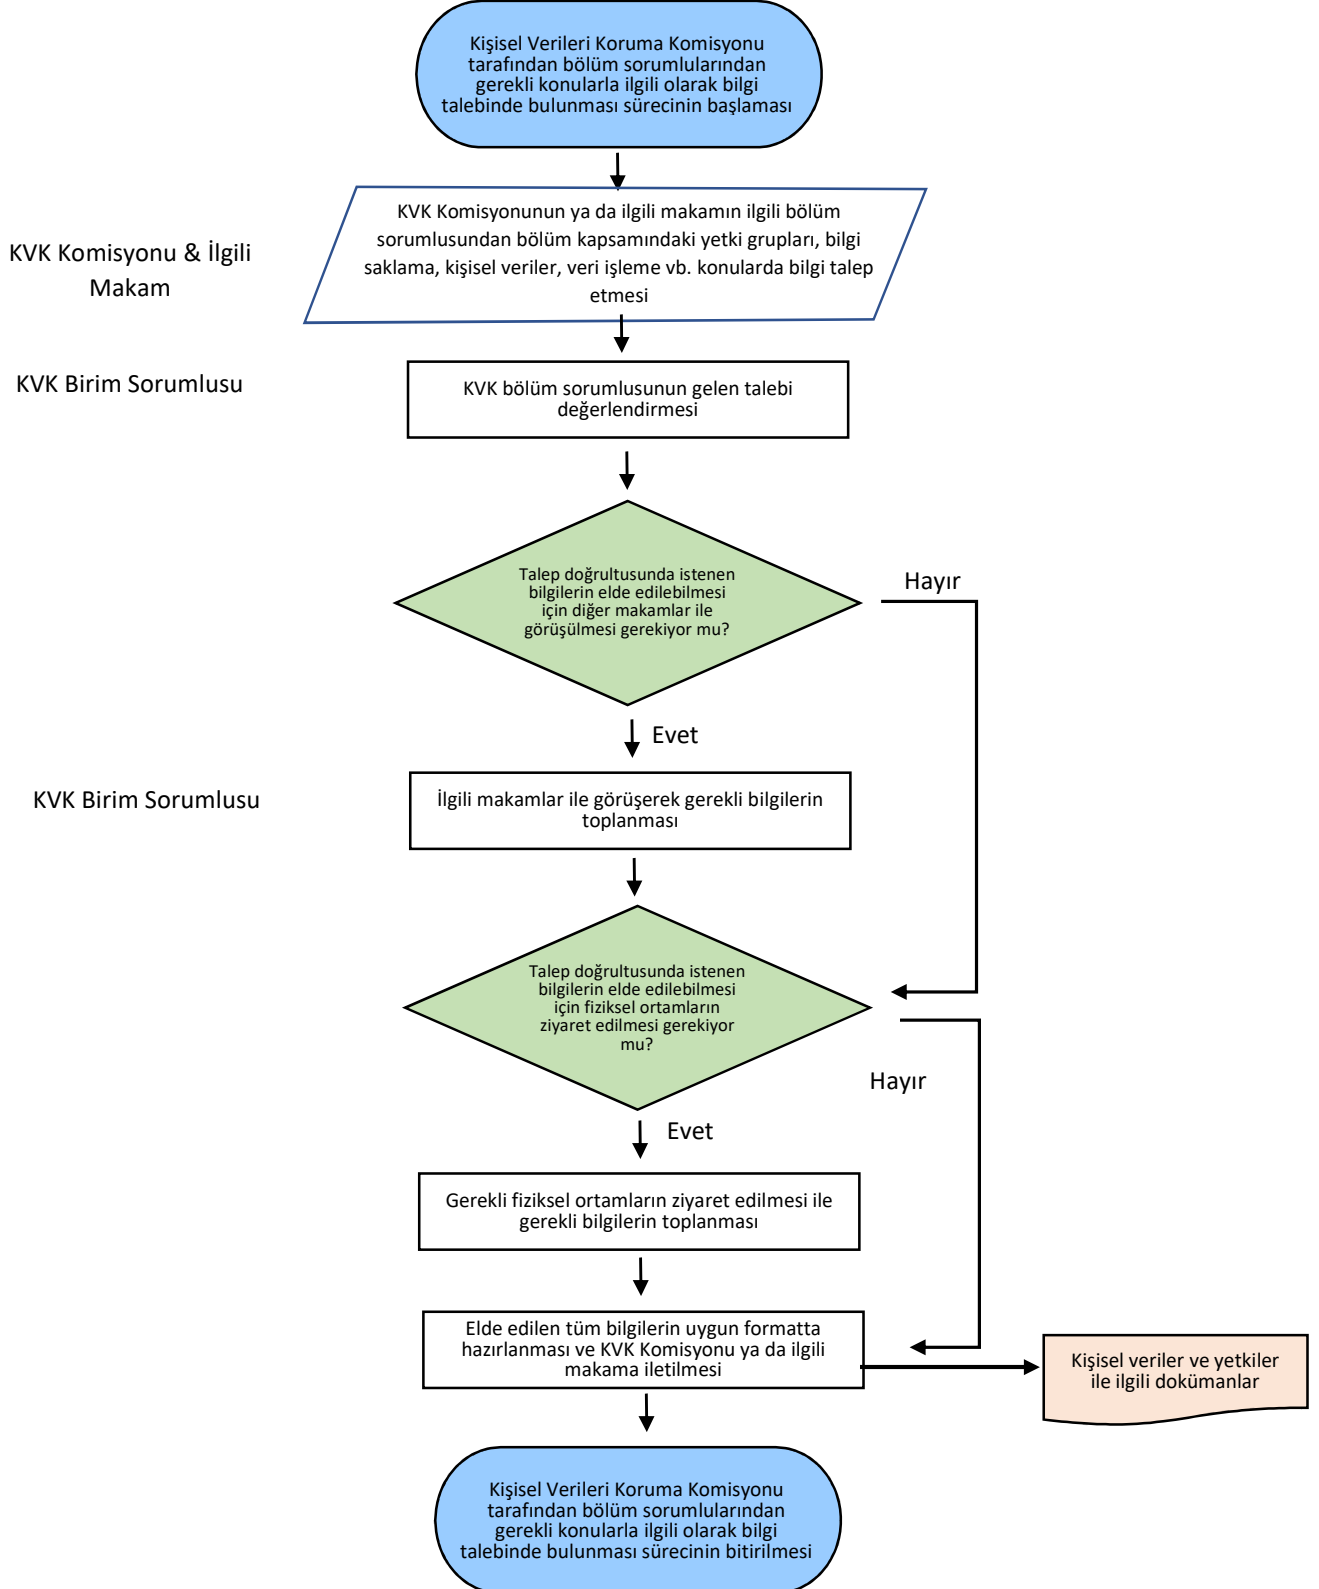 Kişisel Verileri Koruma Komisyonu
tarafından bölüm sorumlularından
gerekli konularla ilgili olarak bilgi
talebinde bulunması sürecinin başlaması
KVK Komisyonu & İlgili
Makam
KVK Komisyonunun ya da ilgili makamın ilgili bölüm
sorumlusundan bölüm kapsamındaki yetki grupları, bilgi
saklama, kişisel veriler, veri işleme vb. konularda bilgi talep
etmesi
KVK Birim Sorumlusu
KVK bölüm sorumlusunun gelen talebi
değerlendirmesi
Talep doğrultusunda istenen
bilgilerin elde edilebilmesi
için diğer makamlar ile
görüşülmesi gerekiyor mu?
Hayır
Evet
KVK Birim Sorumlusu
İlgili makamlar ile görüşerek gerekli bilgilerin
toplanması
Talep doğrultusunda istenen
bilgilerin elde edilebilmesi
için fiziksel ortamların
ziyaret edilmesi gerekiyor
mu?
Hayır
Evet
Gerekli fiziksel ortamların ziyaret edilmesi ile
gerekli bilgilerin toplanması
Elde edilen tüm bilgilerin uygun formatta
hazırlanması ve KVK Komisyonu ya da ilgili
makama iletilmesi
Kişisel veriler ve yetkiler
ile ilgili dokümanlar
Kişisel Verileri Koruma Komisyonu
tarafından bölüm sorumlularından
gerekli konularla ilgili olarak bilgi
talebinde bulunması sürecinin bitirilmesi